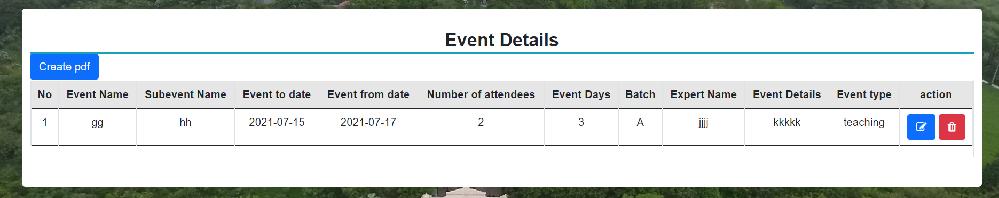 Event Details
Create pdf
No Event Name Subevent Name Event to date Event from date Number of attendees Event Days Batch Expert Name Event Details Event type action
1 gg hh 2021-07-15 2021-07-17 2 3 A jjjj kkkkk teaching